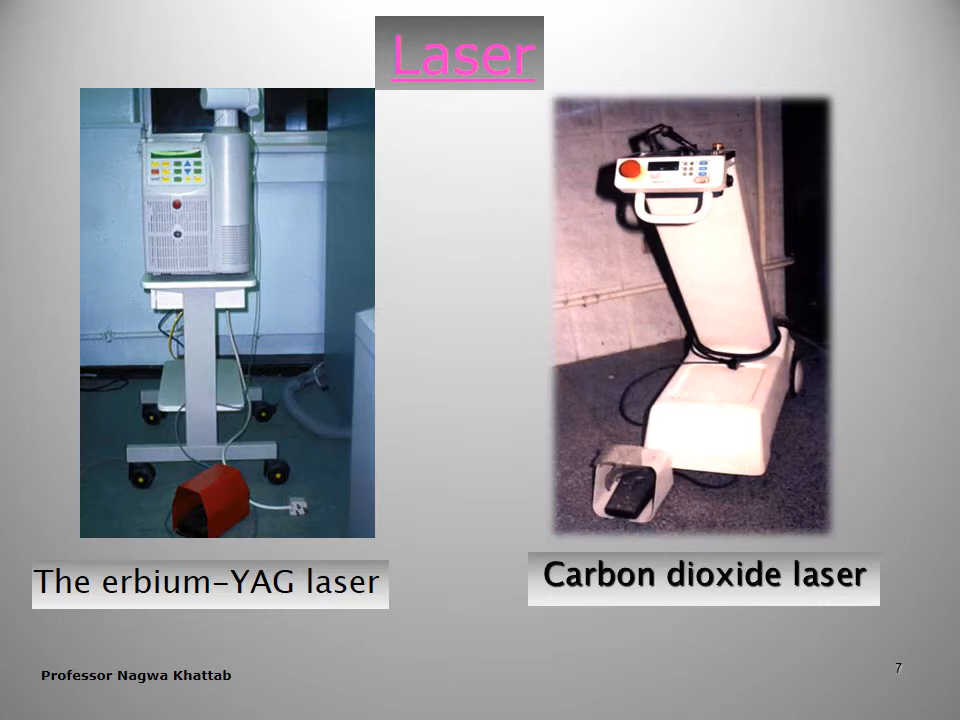 Laser
The erbium-YAG laser
Carbon dioxide laser
Professor Nagwa Khattab
7